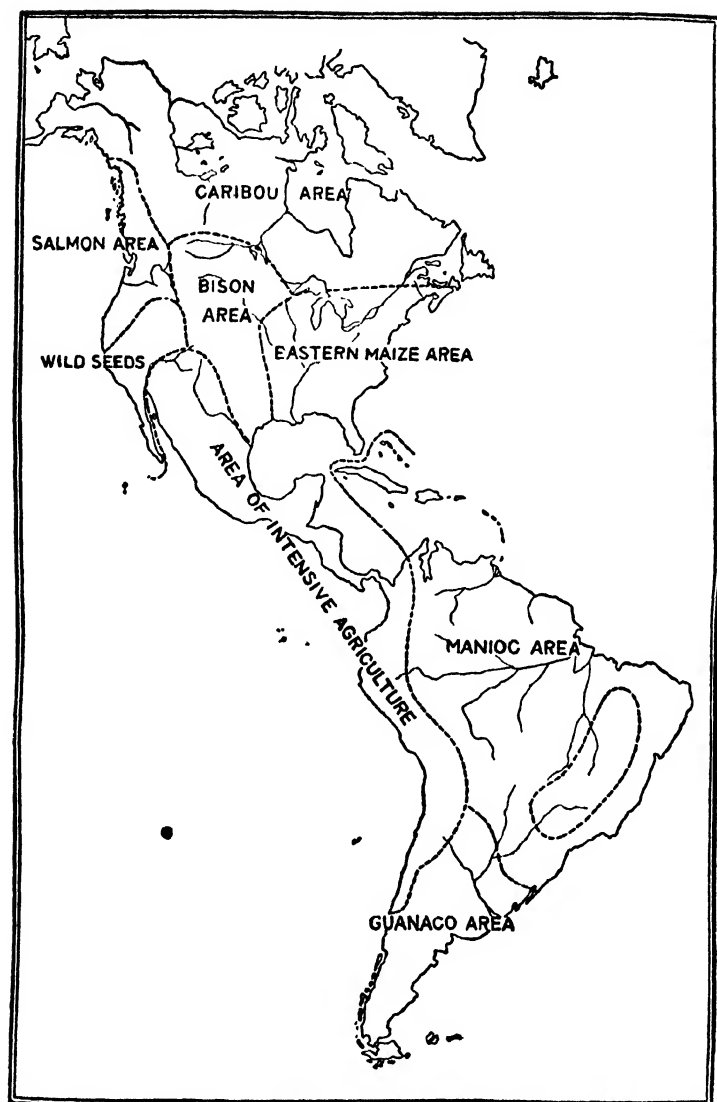 CARIBOU AREA
SALMON AREA
BISON
AREA
EASTERN MAIZE AREA
WILD SEEDS
AREA OF INTENSIVE AGRICULTURE
MANIOC AREA
GUANACO AREA